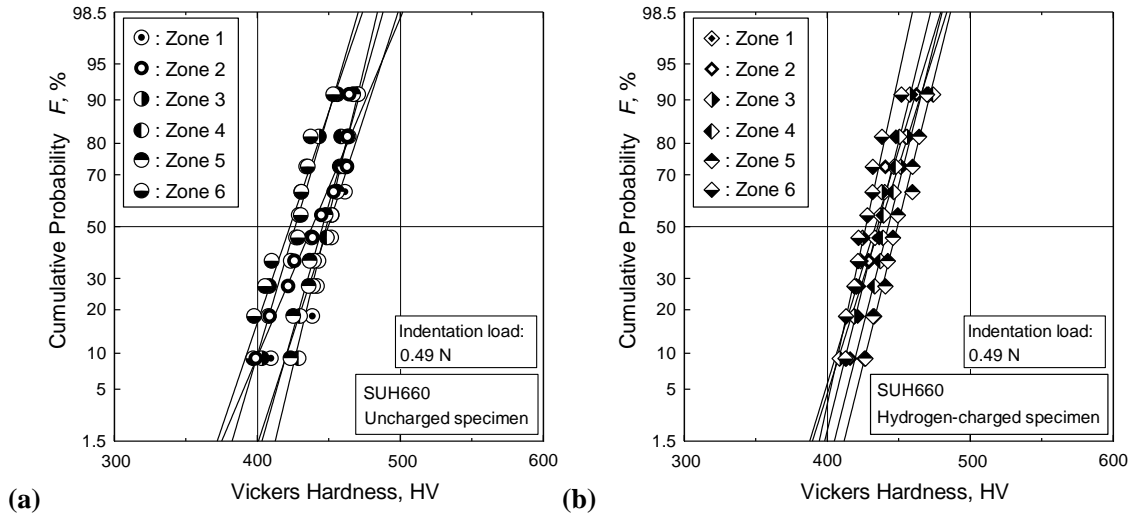 98.5
95
90
80
70
50
30
20
10
5
1.5
Cumulative Probability F, %
: Zone 1
: Zone 2
: Zone 3
: Zone 4
: Zone 5
: Zone 6
Indentation load:
0.49 N
SUH660
Uncharged specimen
300 400 500 600
Vickers Hardness, HV
(a)
98.5
95
90
80
70
50
30
20
10
5
1.5
Cumulative Probability F, %
: Zone 1
: Zone 2
: Zone 3
: Zone 4
: Zone 5
: Zone 6
Indentation load:
0.49 N
SUH660
Hydrogen-charged specimen
300 400 500 600
Vickers Hardness, HV
(b)